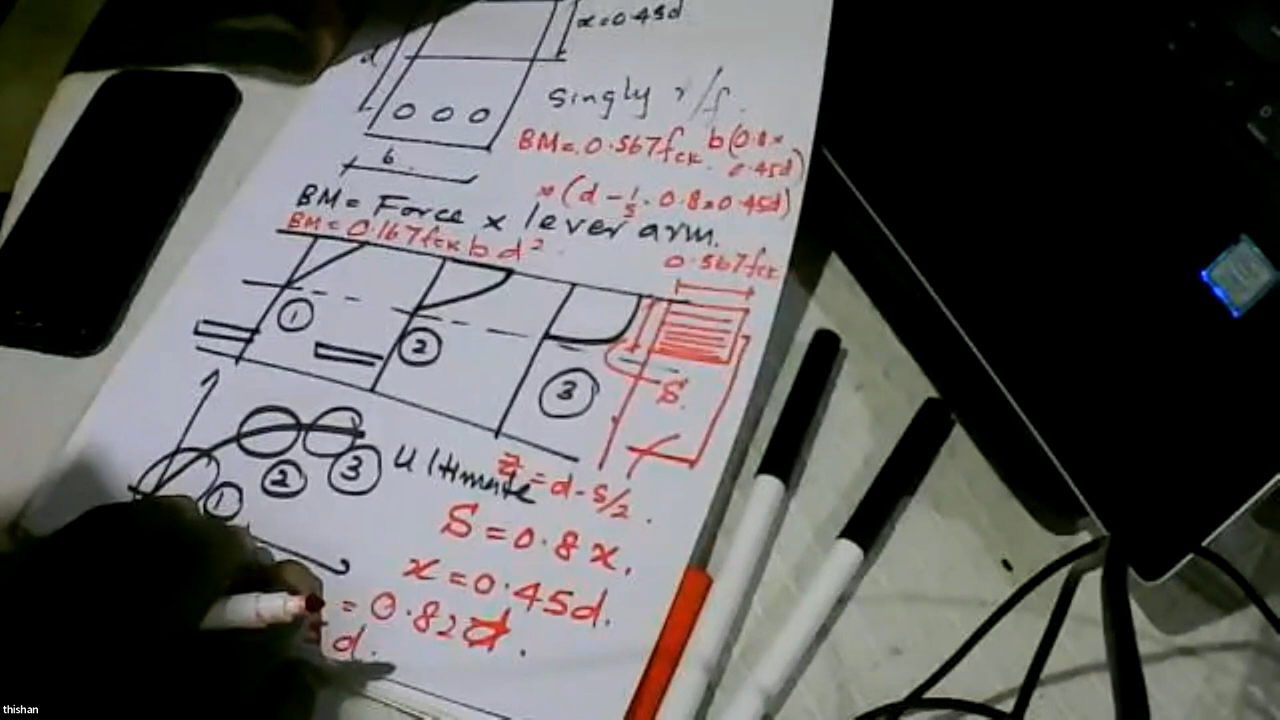 x=0.45d
d
Singly r/f.
b
BM=0.567fck b(0.8×
0.45d)
×(d-½.0.8×0.45d)
BM = Force × lever arm.
BM=0.167fck bd².
0.567fck
①
②
③
S.
② ③ Ultimate
①
Z=d-S/2.
S=0.8x.
x=0.45d.
=0.82d.
d.
thishan